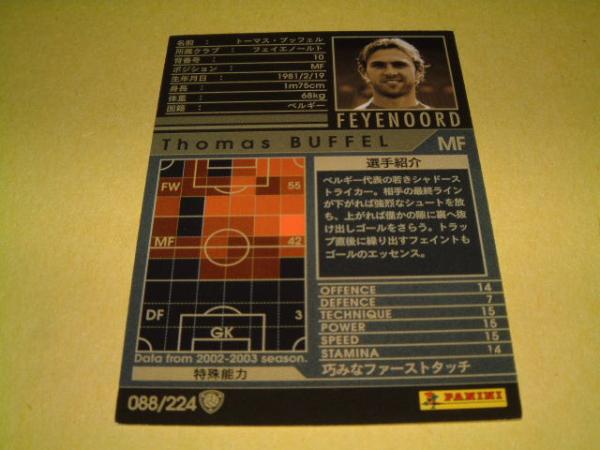 名前 : トーマス・ブッフェル
所属クラブ : フェイエノールト
背番号 : 10
ポジション : MF
生年月日 : 1981/2/19
身長 : 1m75cm
体重 : 68kg
国籍 : ベルギー
FEYENOORD
Thomas BUFFEL MF
選手紹介
ベルギー代表の若きシャドース
トライカー。相手の最終ライン
が下がれば強烈なシュートを放
ち、上がれば僅かの隙に裏へ抜
け出しゴールをさらう。トラッ
プ直後に繰り出すフェイントも
ゴールのエッセンス。
FW 55
MF 42
DF 3
GK
Data from 2002-2003 season.
OFFENCE 14
DEFENCE 7
TECHNIQUE 15
POWER 15
SPEED 15
STAMINA 14
特殊能力
巧みなファーストタッチ
088/224
PANINI